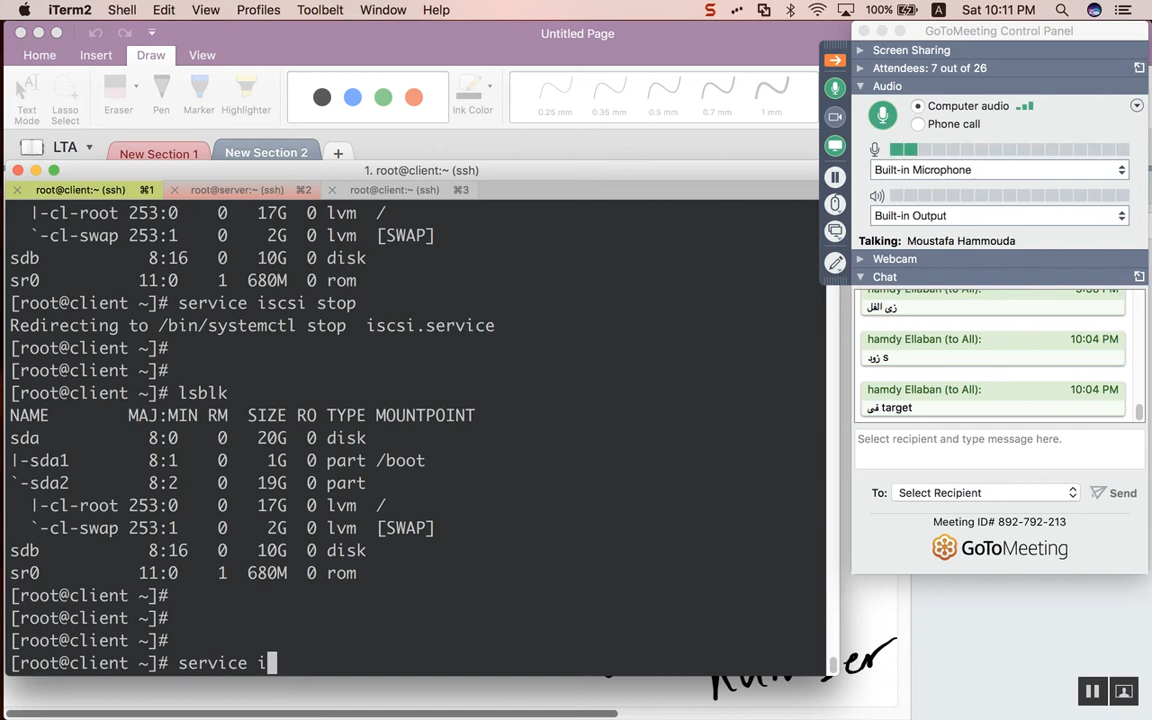 iTerm2 Shell Edit View Profiles Toolbelt Window Help 100% A Sat 10:11 PM
Untitled Page
Home Insert Draw View
Text Mode Lasso Select Eraser Pen Marker Highlighter Ink Color 0.25 mm 0.35 mm 0.5 mm 0.7 mm 1 mm
LTA New Section 1 New Section 2 +
1. root@client:~ (ssh)
root@client:~ (ssh) ⌘1 root@server:~ (ssh) ⌘2 root@client:~ (ssh) ⌘3
|-cl-root 253:0 0 17G 0 lvm /
`-cl-swap 253:1 0 2G 0 lvm [SWAP]
sdb 8:16 0 10G 0 disk
sr0 11:0 1 680M 0 rom
[root@client ~]# service iscsi stop
Redirecting to /bin/systemctl stop  iscsi.service
[root@client ~]#
[root@client ~]#
[root@client ~]# lsblk
NAME MAJ:MIN RM SIZE RO TYPE MOUNTPOINT
sda 8:0 0 20G 0 disk
|-sda1 8:1 0 1G 0 part /boot
`-sda2 8:2 0 19G 0 part
|-cl-root 253:0 0 17G 0 lvm /
`-cl-swap 253:1 0 2G 0 lvm [SWAP]
sdb 8:16 0 10G 0 disk
sr0 11:0 1 680M 0 rom
[root@client ~]#
[root@client ~]#
[root@client ~]#
[root@client ~]# service i
GoToMeeting Control Panel
Screen Sharing
Attendees: 7 out of 26
Audio
Computer audio
Phone call
Built-in Microphone
Built-in Output
Talking: Moustafa Hammouda
Webcam
Chat
زى الفل
hamdy Ellaban (to All): 10:04 PM
زود s
hamdy Ellaban (to All): 10:04 PM
فى target
Select recipient and type message here.
To: Select Recipient Send
Meeting ID# 892-792-213
GoToMeeting